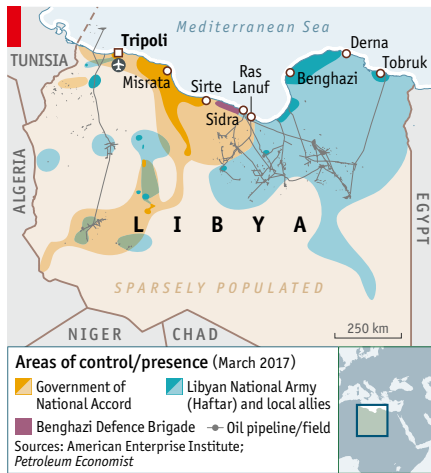 Mediterranean Sea
Derna
Tripoli
TUNISIA
Tobruk
Benghazi
Misrata
Sirte
Ras
Lanuf
Sidra
ALGERIA
EGYPT
LIBYA
SPARSELY POPULATED
NIGER
CHAD
250 km
Areas of control/presence (March 2017)
Government of
National Accord
Libyan National Army
(Haftar) and local allies
Benghazi Defence Brigade
Oil pipeline/field
Sources: American Enterprise Institute;
Petroleum Economist